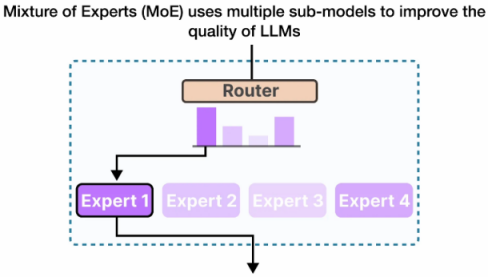 Mixture of Experts (MoE) uses multiple sub-models to improve the
quality of LLMs
Router
Expert 1 Expert 2 Expert 3 Expert 4